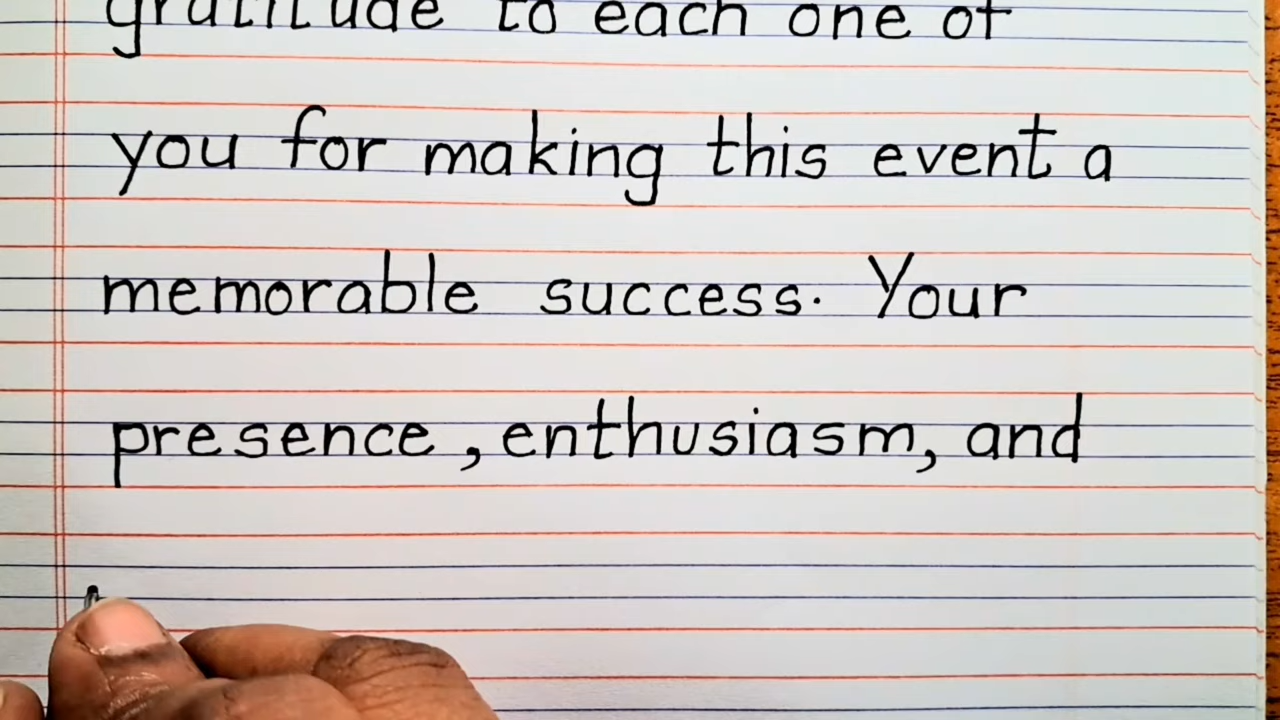 gratitude to each one of
you for making this event a
memorable success. Your
presence, enthusiasm, and